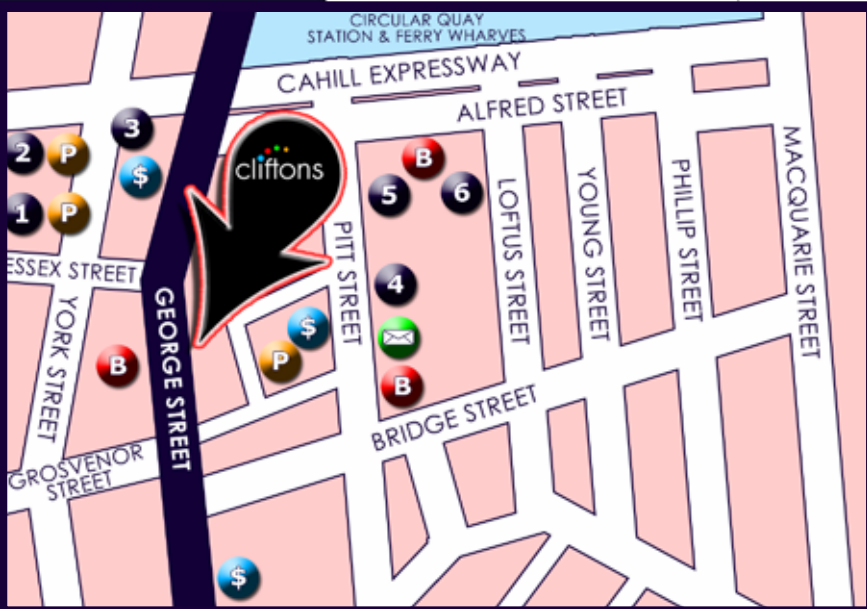 CIRCULAR QUAY
STATION & FERRY WHARVES
CAHILL EXPRESSWAY
ALFRED STREET
3
2
P
$
cliftons
B
5
6
1
P
MACQUARIE STREET
PHILLIP STREET
YOUNG STREET
LOFTUS STREET
PITT STREET
ESSEX STREET
4
YORK STREET
GEORGE STREET
$
P
B
B
BRIDGE STREET
GROSVENOR
STREET
$